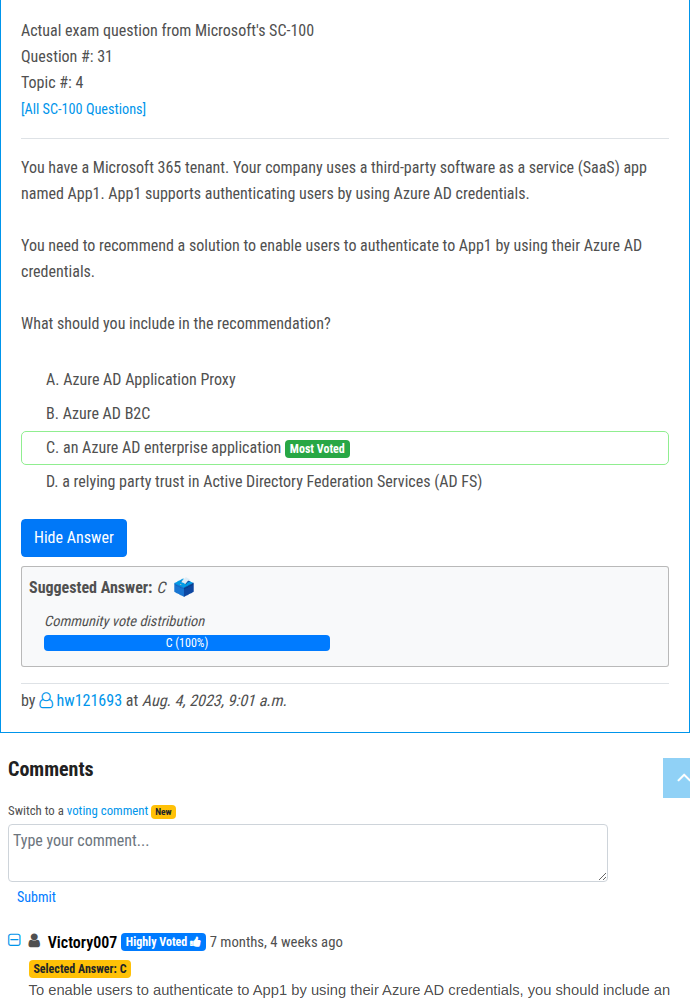 Actual exam question from Microsoft's SC-100
Question #: 31
Topic #: 4
[All SC-100 Questions]
You have a Microsoft 365 tenant. Your company uses a third-party software as a service (SaaS) app
named App1. App1 supports authenticating users by using Azure AD credentials.
You need to recommend a solution to enable users to authenticate to App1 by using their Azure AD
credentials.
What should you include in the recommendation?
A. Azure AD Application Proxy
B. Azure AD B2C
C. an Azure AD enterprise application Most Voted
D. a relying party trust in Active Directory Federation Services (AD FS)
Hide Answer
Suggested Answer: C
Community vote distribution
C (100%)
by hw121693 at Aug. 4, 2023, 9:01 a.m.
Comments
Switch to a voting comment New
Type your comment...
Submit
Victory007 Highly Voted 7 months, 4 weeks ago
Selected Answer: C
To enable users to authenticate to App1 by using their Azure AD credentials, you should include an